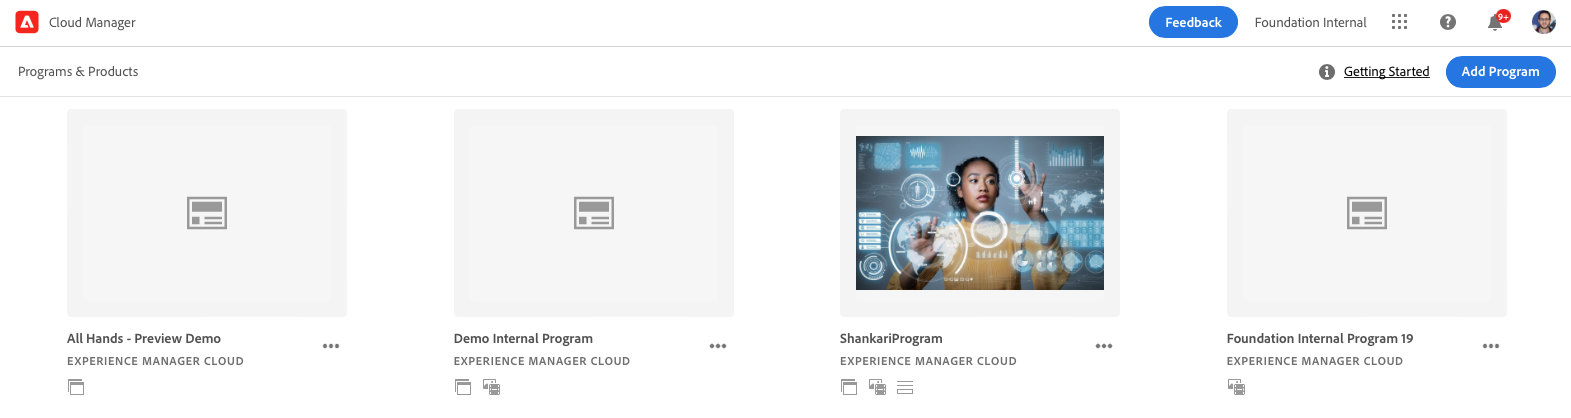 Cloud Manager
Feedback
Foundation Internal
9+
Programs & Products
Getting Started
Add Program
All Hands - Preview Demo
EXPERIENCE MANAGER CLOUD
Demo Internal Program
EXPERIENCE MANAGER CLOUD
ShankariProgram
EXPERIENCE MANAGER CLOUD
Foundation Internal Program 19
EXPERIENCE MANAGER CLOUD